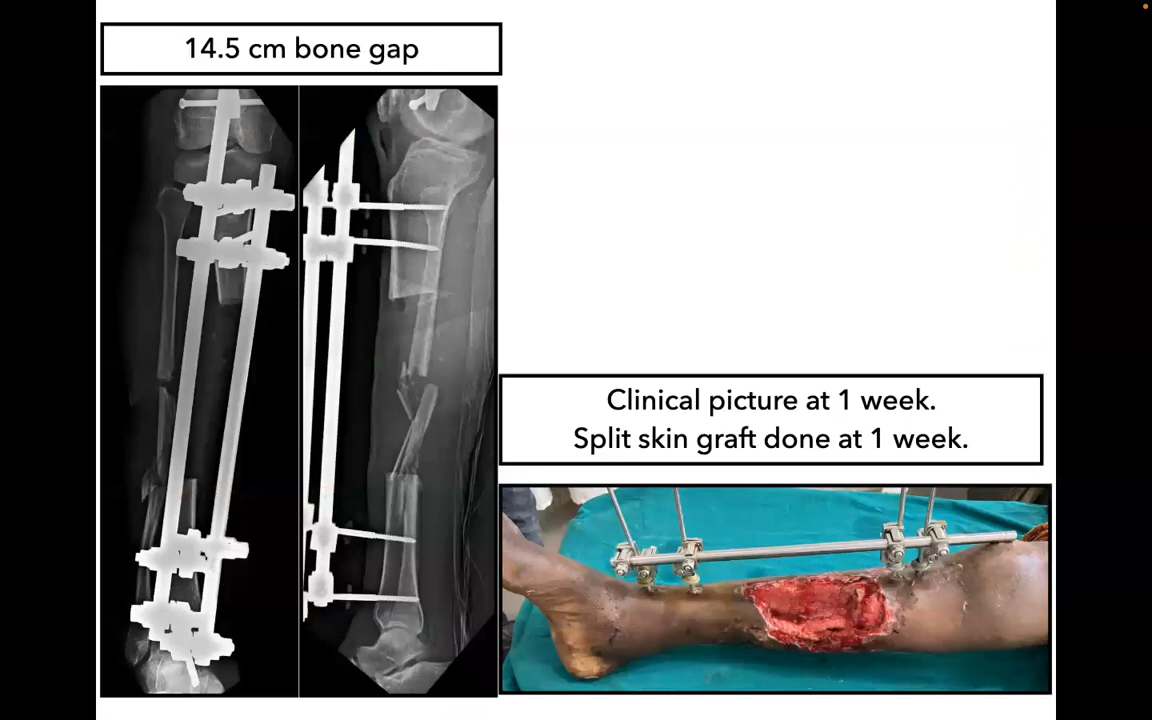 14.5 cm bone gap
Clinical picture at 1 week.
Split skin graft done at 1 week.